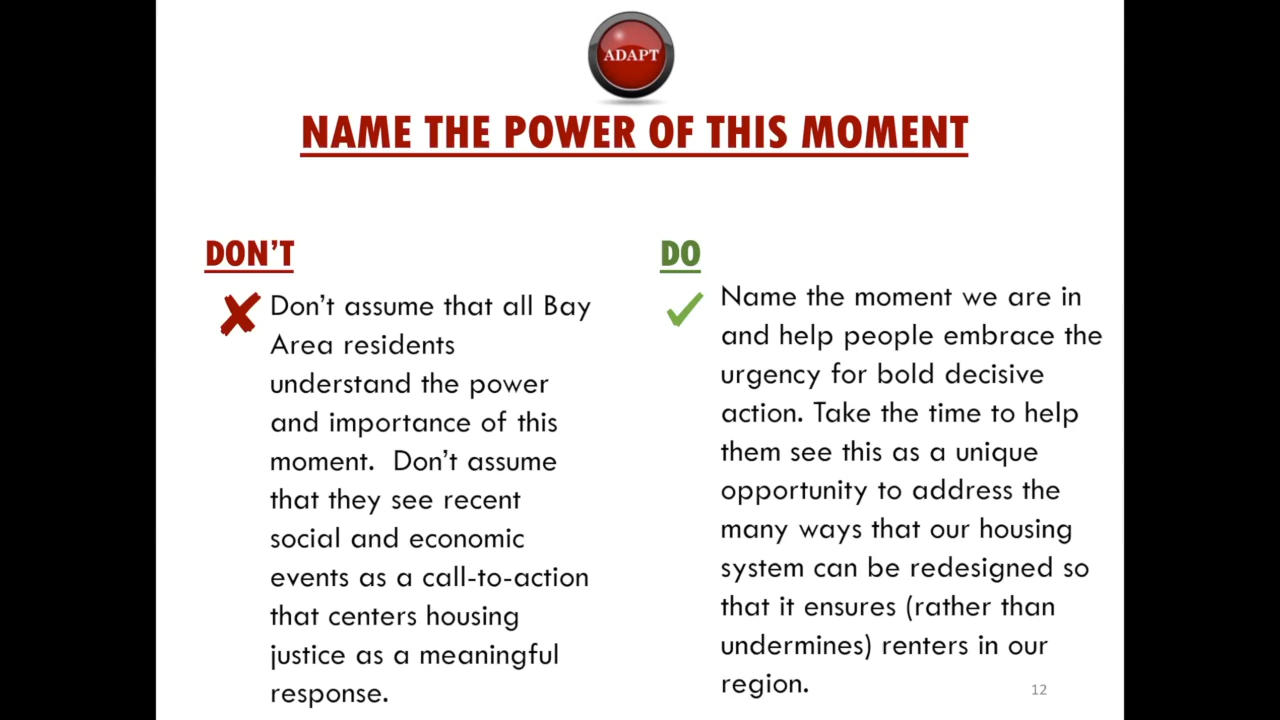 ADAPT
NAME THE POWER OF THIS MOMENT
DON'T
Don't assume that all Bay
Area residents
understand the power
and importance of this
moment.  Don't assume
that they see recent
social and economic
events as a call-to-action
that centers housing
justice as a meaningful
response.
DO
Name the moment we are in
and help people embrace the
urgency for bold decisive
action. Take the time to help
them see this as a unique
opportunity to address the
many ways that our housing
system can be redesigned so
that it ensures (rather than
undermines) renters in our
region.
12